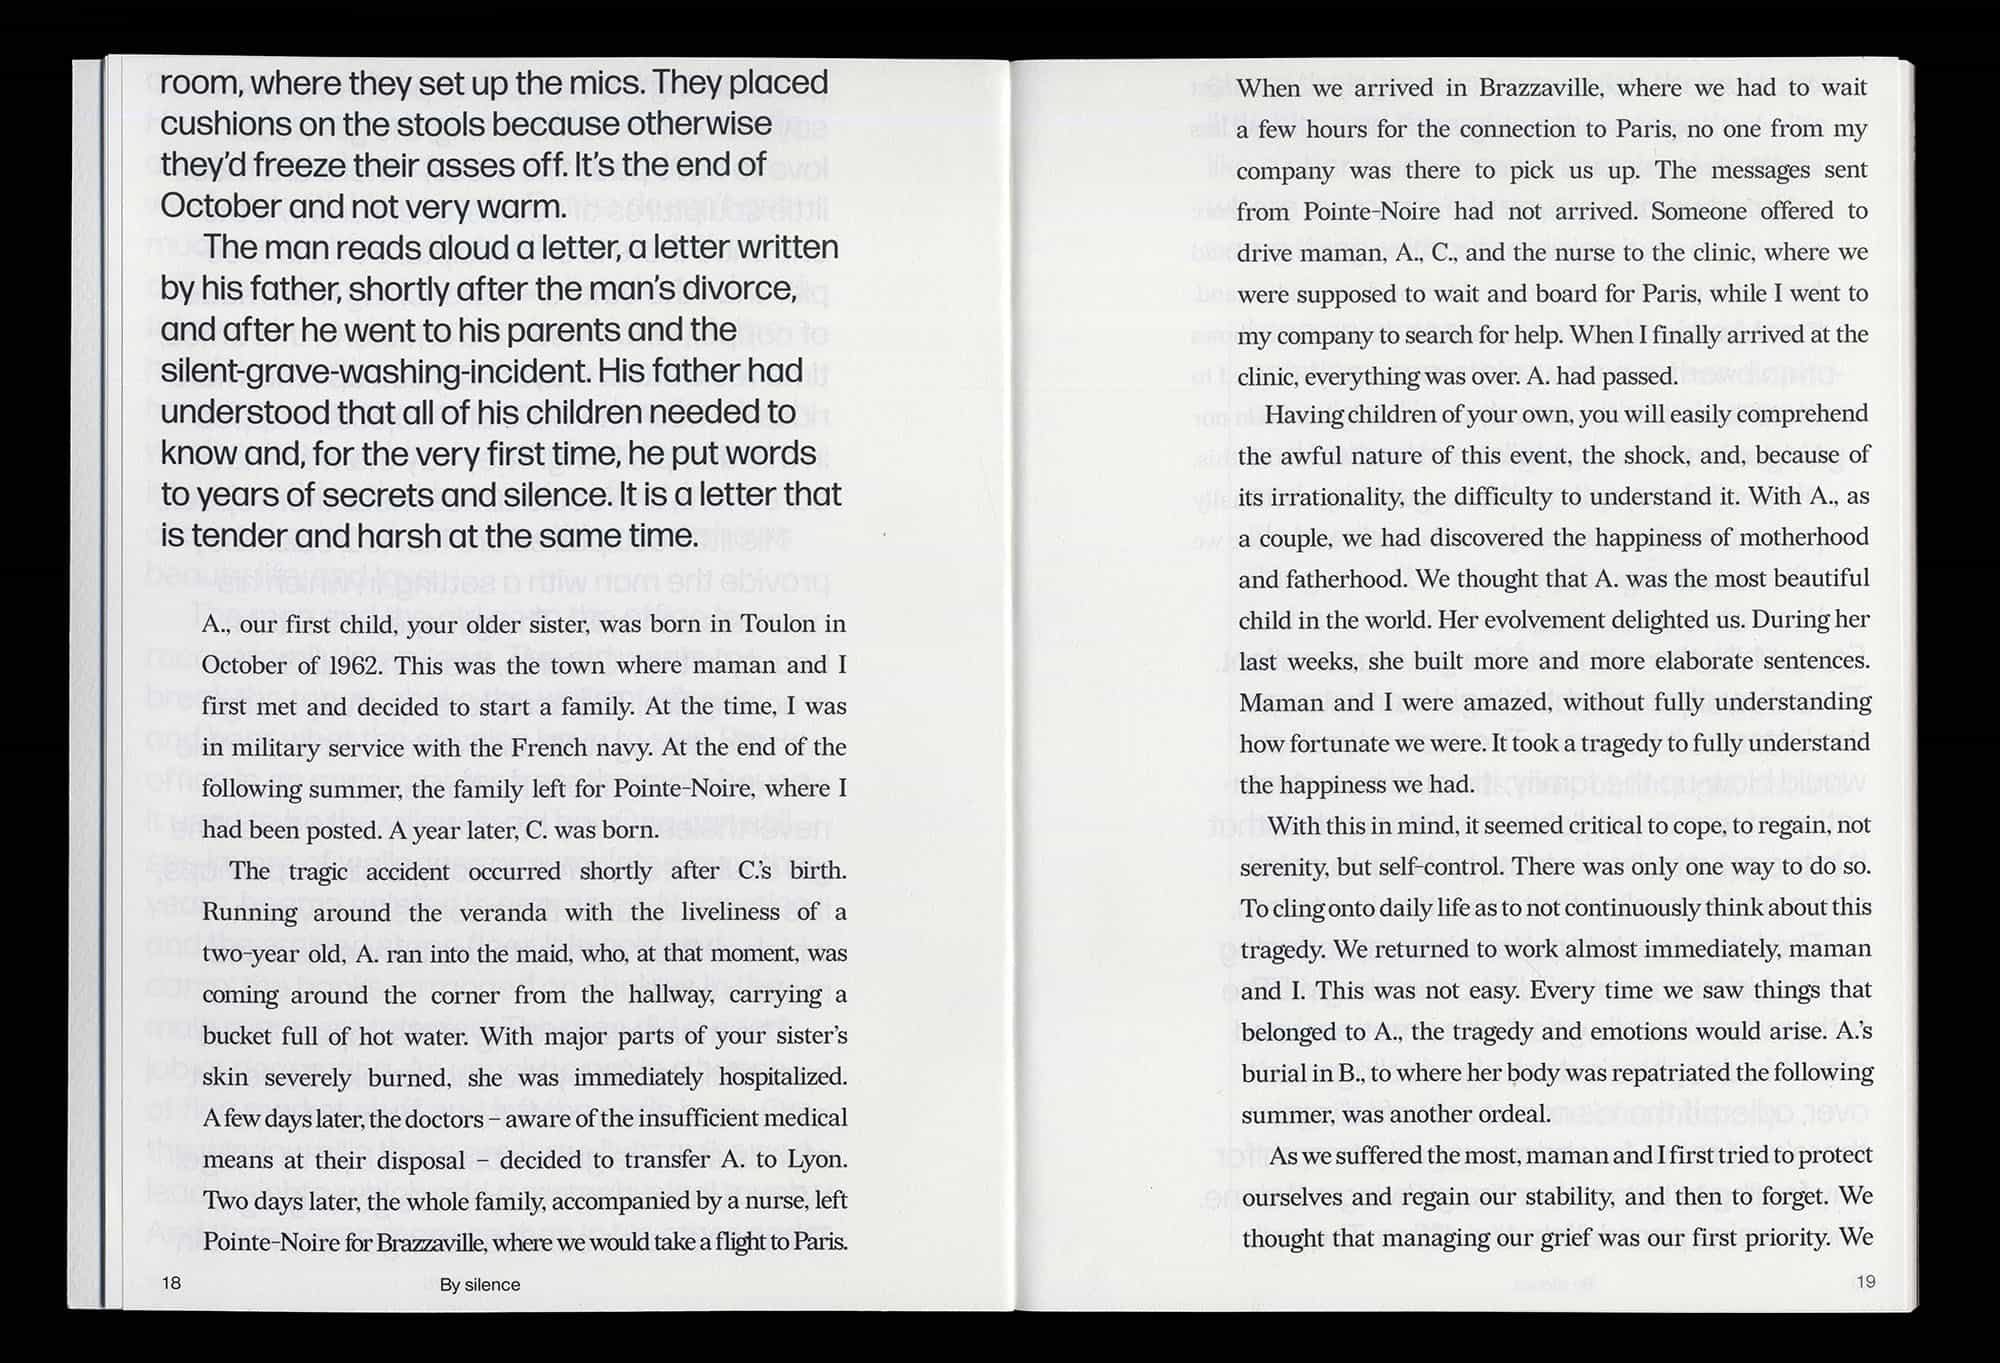 room, where they set up the mics. They placed
cushions on the stools because otherwise
they’d freeze their asses off. It’s the end of
October and not very warm.
The man reads aloud a letter, a letter written
by his father, shortly after the man’s divorce,
and after he went to his parents and the
silent-grave-washing-incident. His father had
understood that all of his children needed to
know and, for the very first time, he put words
to years of secrets and silence. It is a letter that
is tender and harsh at the same time.
A., our first child, your older sister, was born in Toulon in
October of 1962. This was the town where maman and I
first met and decided to start a family. At the time, I was
in military service with the French navy. At the end of the
following summer, the family left for Pointe-Noire, where I
had been posted. A year later, C. was born.
The tragic accident occurred shortly after C.’s birth.
Running around the veranda with the liveliness of a
two-year old, A. ran into the maid, who, at that moment, was
coming around the corner from the hallway, carrying a
bucket full of hot water. With major parts of your sister’s
skin severely burned, she was immediately hospitalized.
A few days later, the doctors – aware of the insufficient medical
means at their disposal – decided to transfer A. to Lyon.
Two days later, the whole family, accompanied by a nurse, left
Pointe-Noire for Brazzaville, where we would take a flight to Paris.
18
By silence
When we arrived in Brazzaville, where we had to wait
a few hours for the connection to Paris, no one from my
company was there to pick us up. The messages sent
from Pointe-Noire had not arrived. Someone offered to
drive maman, A., C., and the nurse to the clinic, where we
were supposed to wait and board for Paris, while I went to
my company to search for help. When I finally arrived at the
clinic, everything was over. A. had passed.
Having children of your own, you will easily comprehend
the awful nature of this event, the shock, and, because of
its irrationality, the difficulty to understand it. With A., as
a couple, we had discovered the happiness of motherhood
and fatherhood. We thought that A. was the most beautiful
child in the world. Her evolvement delighted us. During her
last weeks, she built more and more elaborate sentences.
Maman and I were amazed, without fully understanding
how fortunate we were. It took a tragedy to fully understand
the happiness we had.
With this in mind, it seemed critical to cope, to regain, not
serenity, but self-control. There was only one way to do so.
To cling onto daily life as to not continuously think about this
tragedy. We returned to work almost immediately, maman
and I. This was not easy. Every time we saw things that
belonged to A., the tragedy and emotions would arise. A.’s
burial in B., to where her body was repatriated the following
summer, was another ordeal.
As we suffered the most, maman and I first tried to protect
ourselves and regain our stability, and then to forget. We
thought that managing our grief was our first priority. We
19